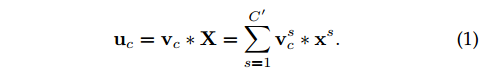 u_c = v_c ∗ X = \sum_{s=1}^{C'} v_c^s ∗ x^s. (1)